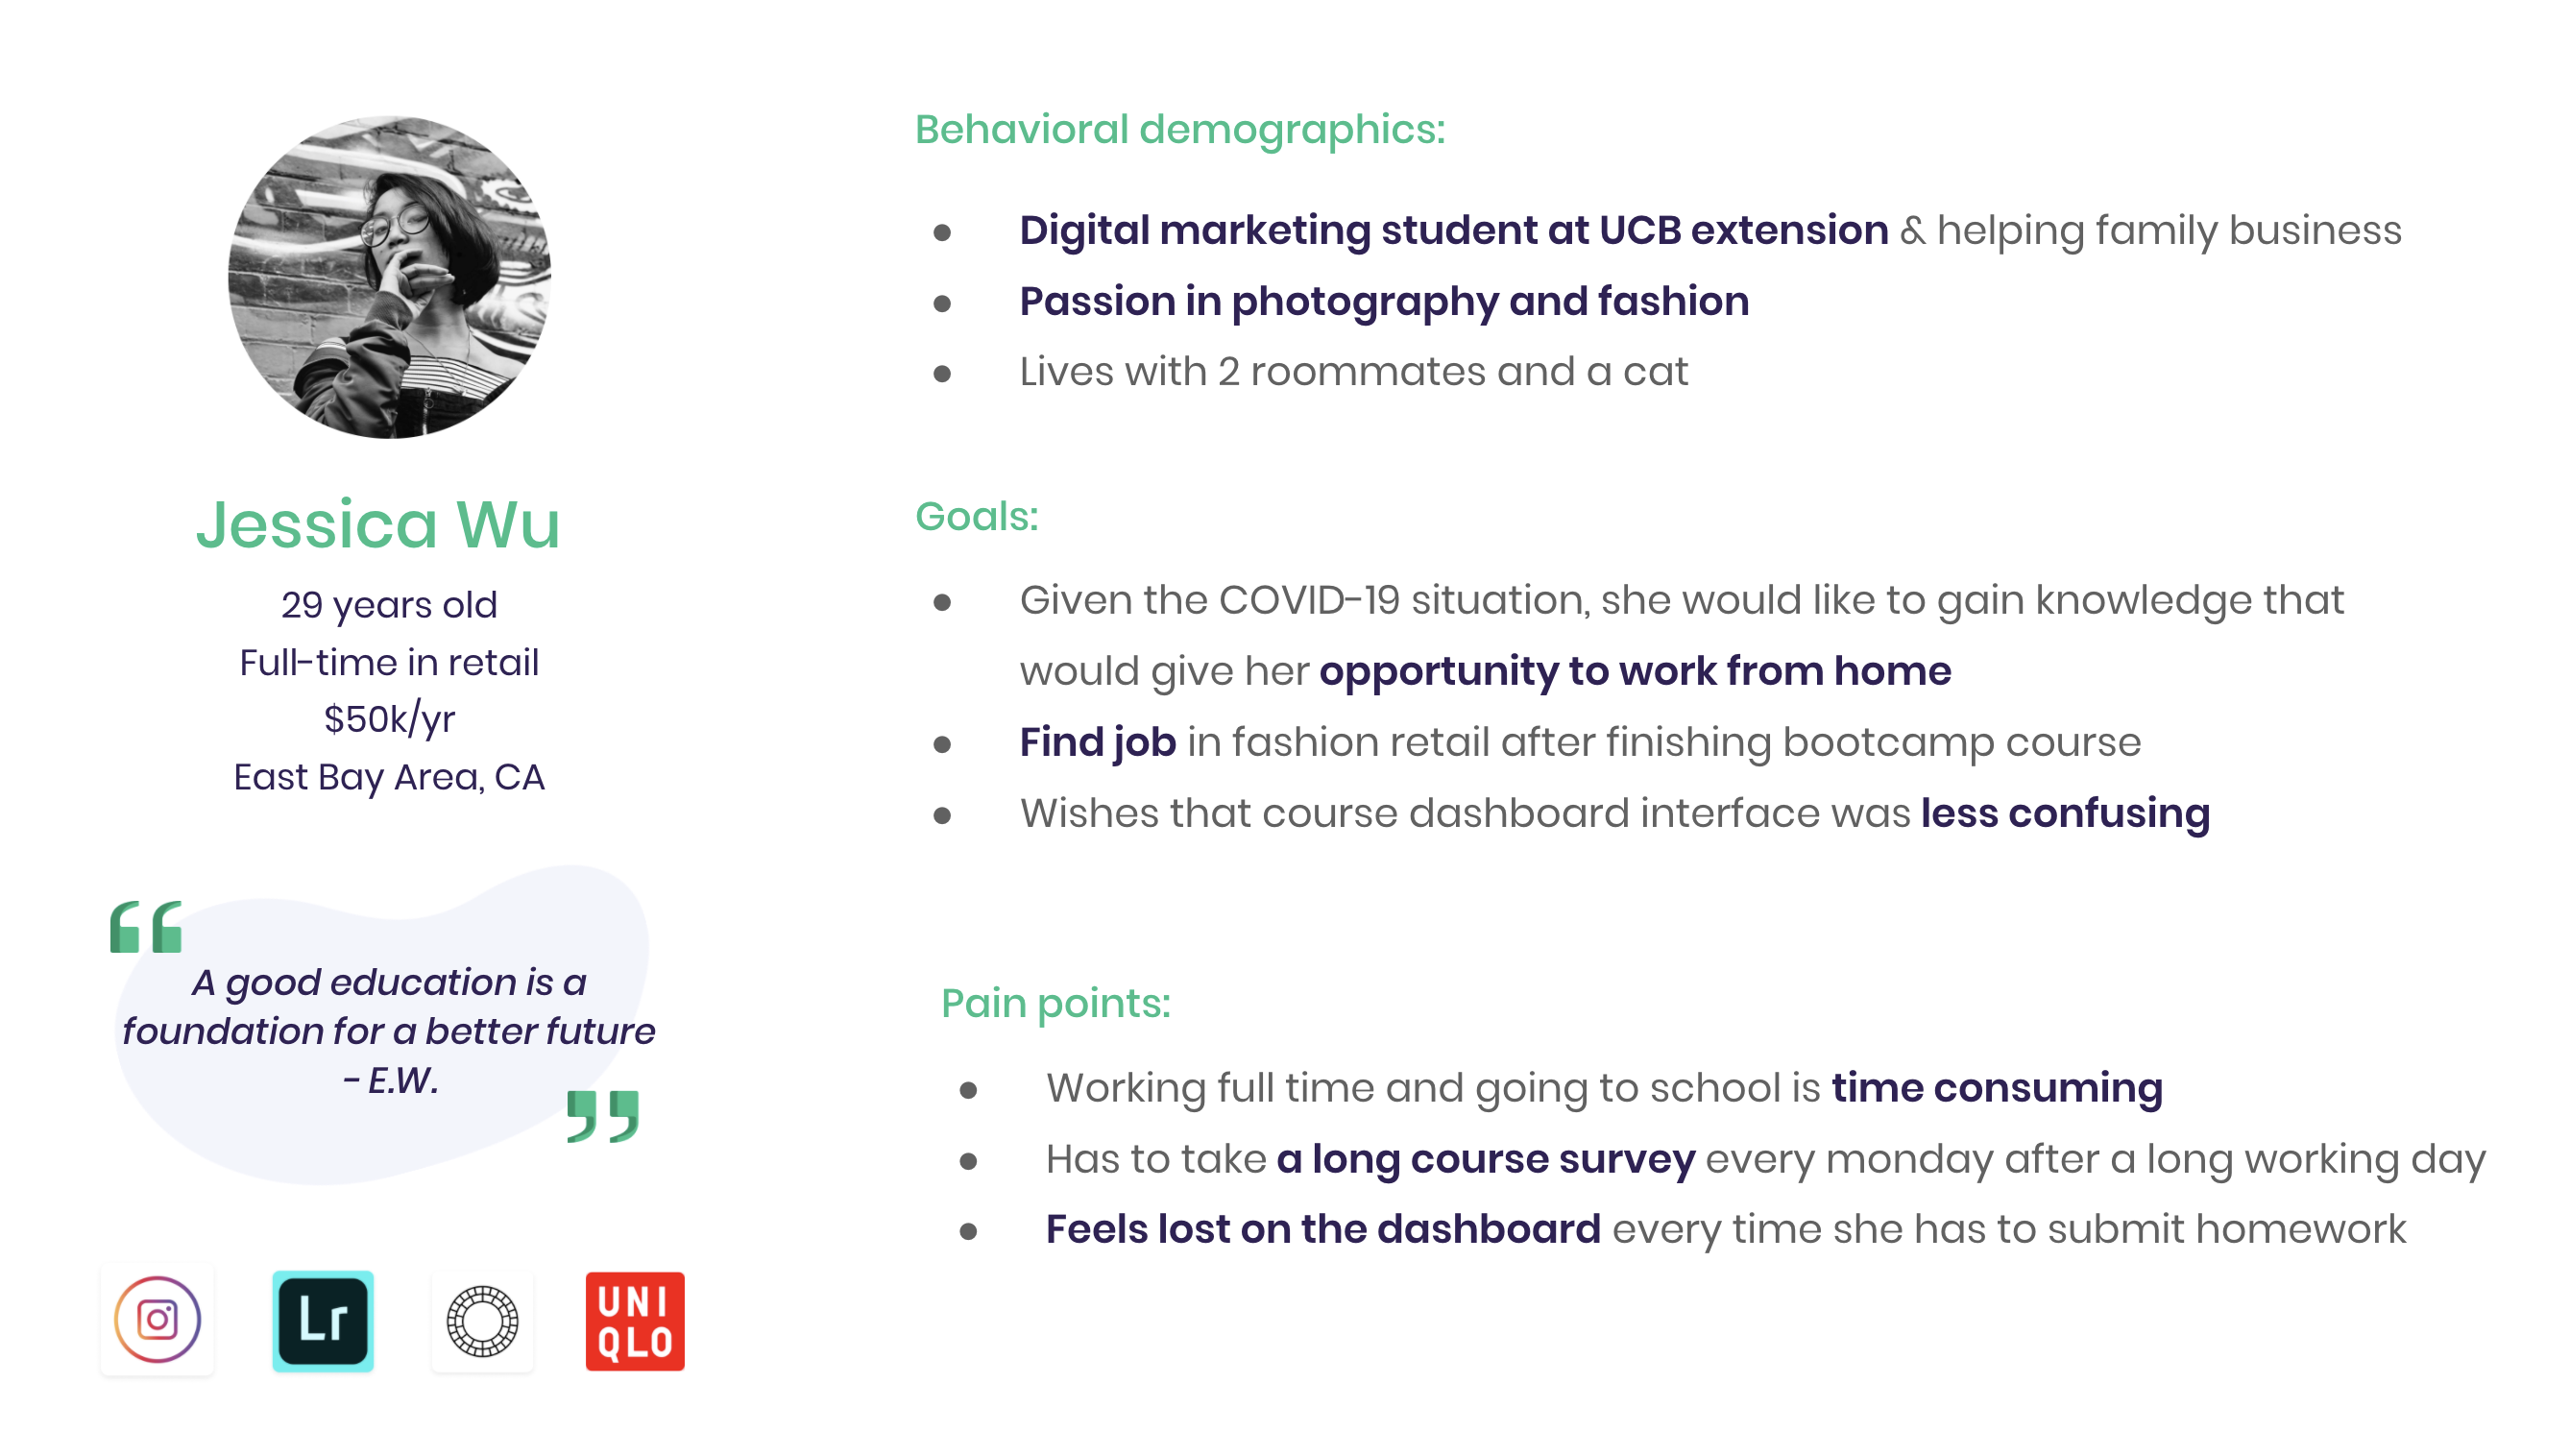 Jessica Wu
29 years old
Full-time in retail
$50k/yr
East Bay Area, CA
“
A good education is a
foundation for a better future
- E.W.
”
Lr
UNI
QLO
Behavioral demographics:
● Digital marketing student at UCB extension & helping family business
● Passion in photography and fashion
● Lives with 2 roommates and a cat
Goals:
● Given the COVID-19 situation, she would like to gain knowledge that
would give her opportunity to work from home
● Find job in fashion retail after finishing bootcamp course
● Wishes that course dashboard interface was less confusing
Pain points:
● Working full time and going to school is time consuming
● Has to take a long course survey every monday after a long working day
● Feels lost on the dashboard every time she has to submit homework